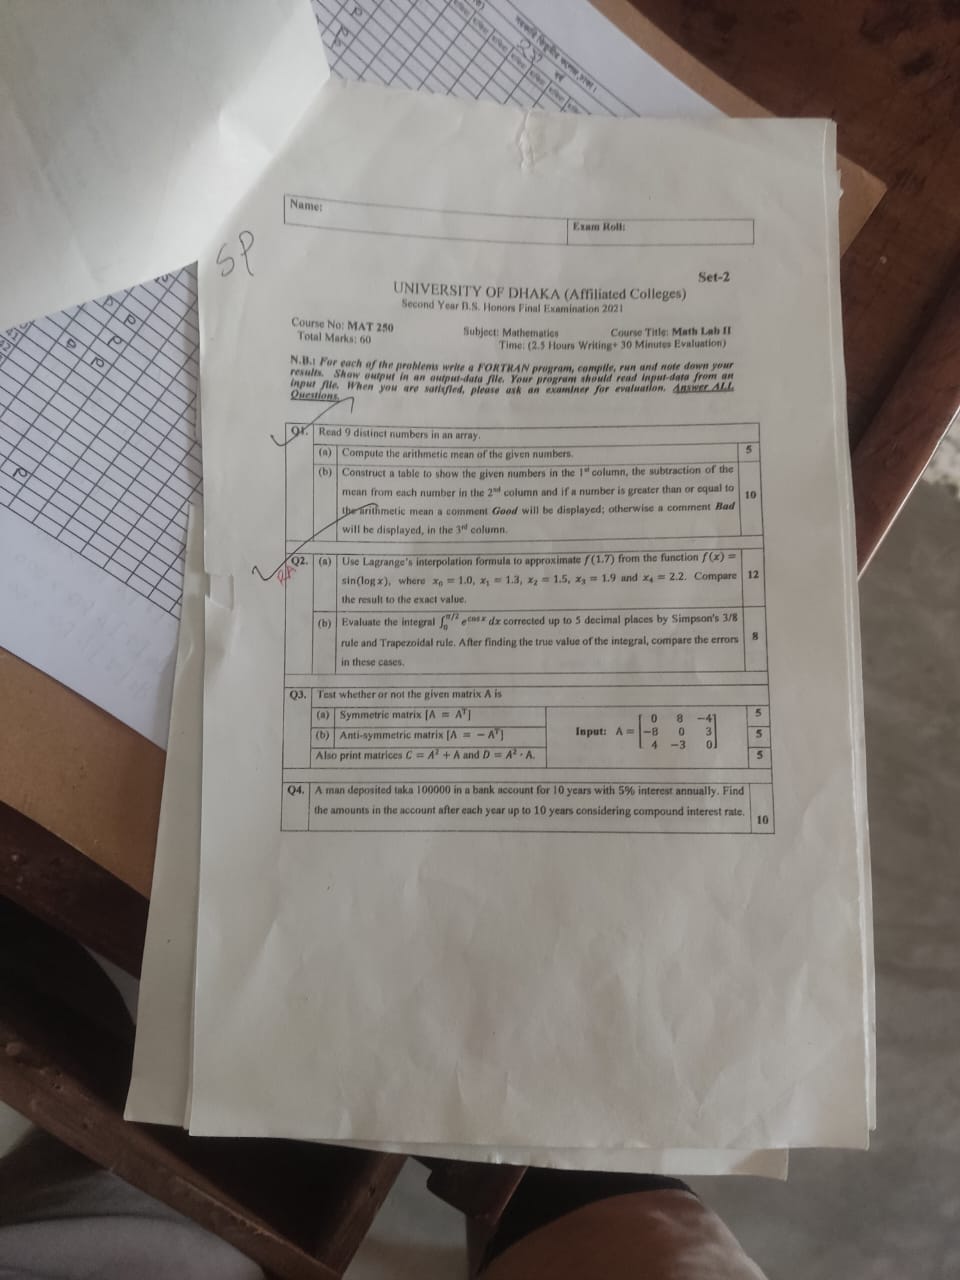 সরকারি
Name:
Exam Roll:
SP
Set-2
UNIVERSITY OF DHAKA (Affiliated Colleges)
Second Year B.S. Honors Final Examination 2021
Course No: MAT 250 Subject: Mathematics Course Title: Math Lab II
Total Marks: 60 Time: (2.5 Hours Writing+ 30 Minutes Evaluation)
N.B.: For each of the problems write a FORTRAN program, compile, run and note down your
results. Show output in an output-data file. Your program should read input-data from an
input file. When you are satisfied, please ask an examiner for evaluation. Answer ALL
Questions.
Q1. Read 9 distinct numbers in an array.
(a) Compute the arithmetic mean of the given numbers. 5
(b) Construct a table to show the given numbers in the 1st column, the subtraction of the
mean from each number in the 2nd column and if a number is greater than or equal to 10
the arithmetic mean a comment Good will be displayed; otherwise a comment Bad
will be displayed, in the 3rd column.
Q2. (a) Use Lagrange's interpolation formula to approximate f(1.7) from the function f(x) =
sin(log x), where x₀ = 1.0, x₁ = 1.3, x₂ = 1.5, x₃ = 1.9 and x₄ = 2.2. Compare 12
the result to the exact value.
(b) Evaluate the integral ∫₀^π/2 e^cos x dx corrected up to 5 decimal places by Simpson's 3/8
rule and Trapezoidal rule. After finding the true value of the integral, compare the errors 8
in these cases.
Q3. Test whether or not the given matrix A is
(a) Symmetric matrix [A = Aᵀ] 5
(b) Anti-symmetric matrix [A = − Aᵀ] 5
Also print matrices C = A² + A and D = A² · A. 5
Input: A = [0 8 −4
−8 0 3
4 −3 0]
Q4. A man deposited taka 100000 in a bank account for 10 years with 5% interest annually. Find
the amounts in the account after each year up to 10 years considering compound interest rate. 10